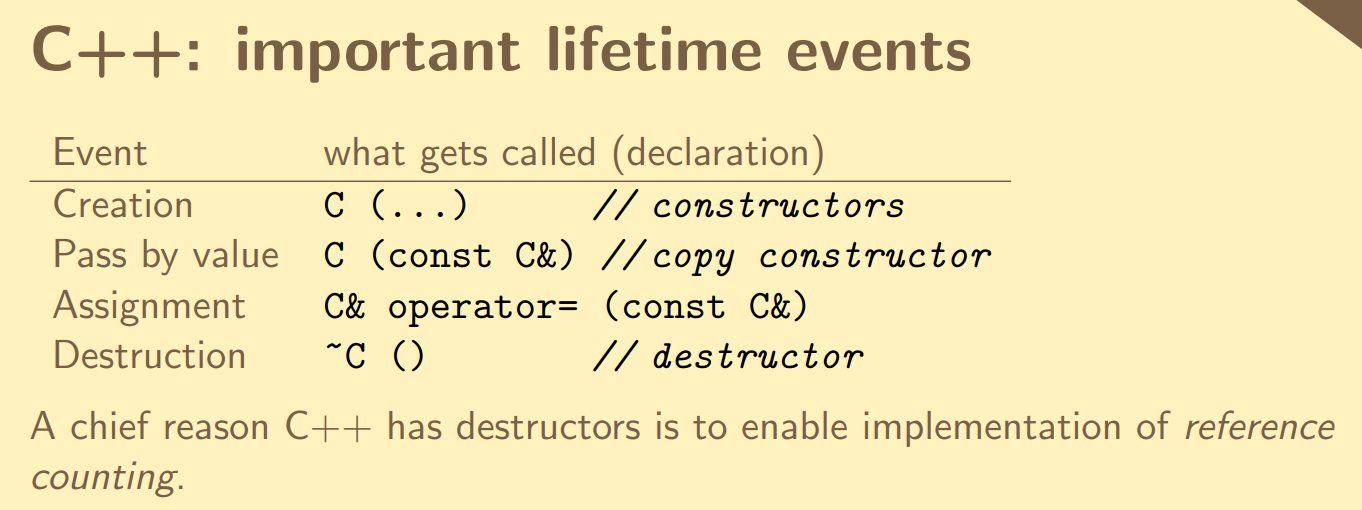 C++: important lifetime events
Event what gets called (declaration)
Creation C (...) // constructors
Pass by value C (const C&) //copy constructor
Assignment C& operator= (const C&)
Destruction ~C () // destructor
A chief reason C++ has destructors is to enable implementation of reference
counting.